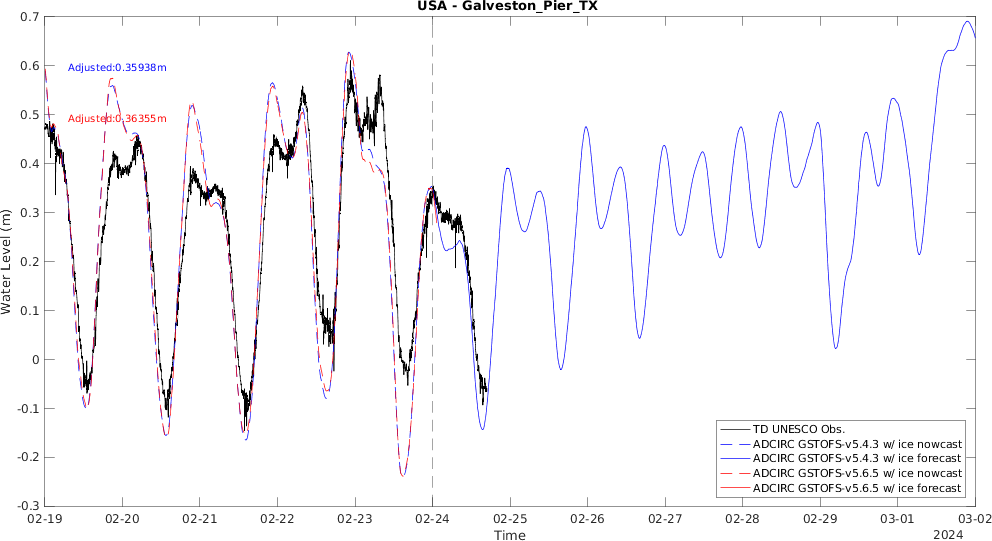 USA - Galveston_Pier_TX
0.7
0.6
0.5
0.4
0.3
0.2
0.1
0
-0.1
-0.2
-0.3
Water Level (m)
Adjusted:0.35938m
Adjusted:0.36355m
TD UNESCO Obs.
ADCIRC GSTOFS-v5.4.3 w/ ice nowcast
ADCIRC GSTOFS-v5.4.3 w/ ice forecast
ADCIRC GSTOFS-v5.6.5 w/ ice nowcast
ADCIRC GSTOFS-v5.6.5 w/ ice forecast
02-19 02-20 02-21 02-22 02-23 02-24 02-25 02-26 02-27 02-28 02-29 03-01 03-02
Time
2024